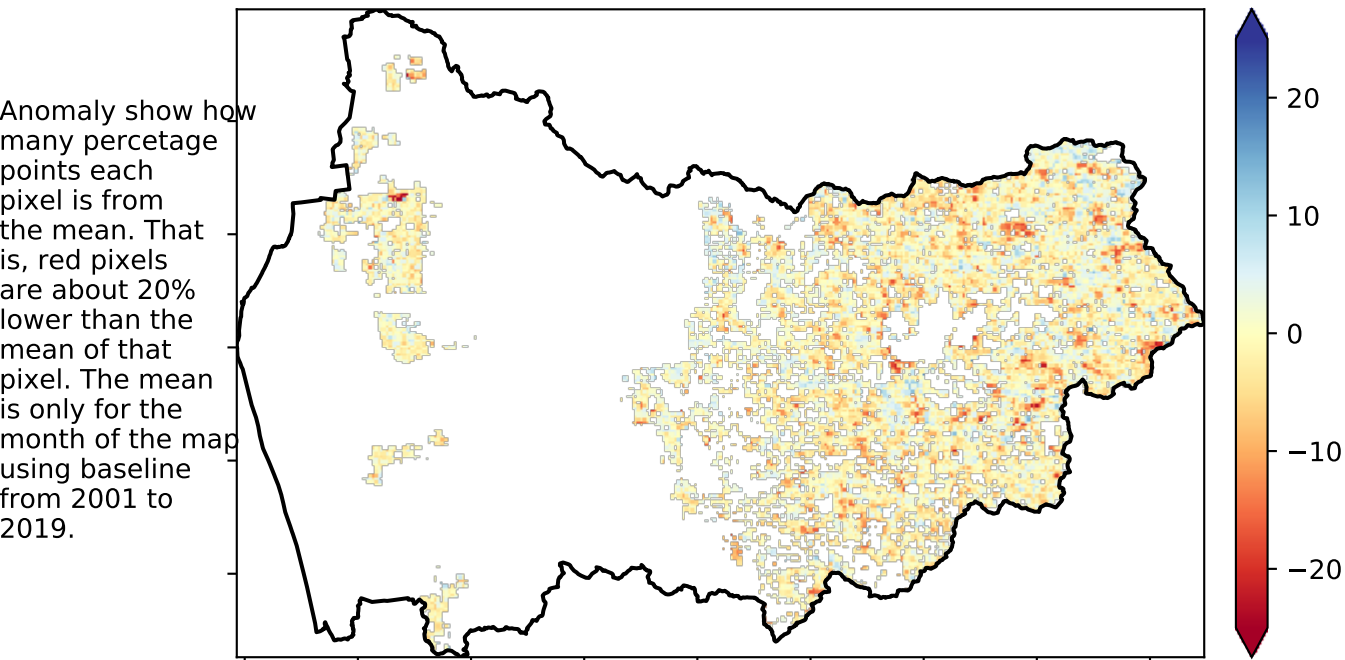 Anomaly show how
many percetage
points each
pixel is from
the mean. That
is, red pixels
are about 20%
lower than the
mean of that
pixel. The mean
is only for the
month of the map
using baseline
from 2001 to
2019.
20
10
0
−10
−20